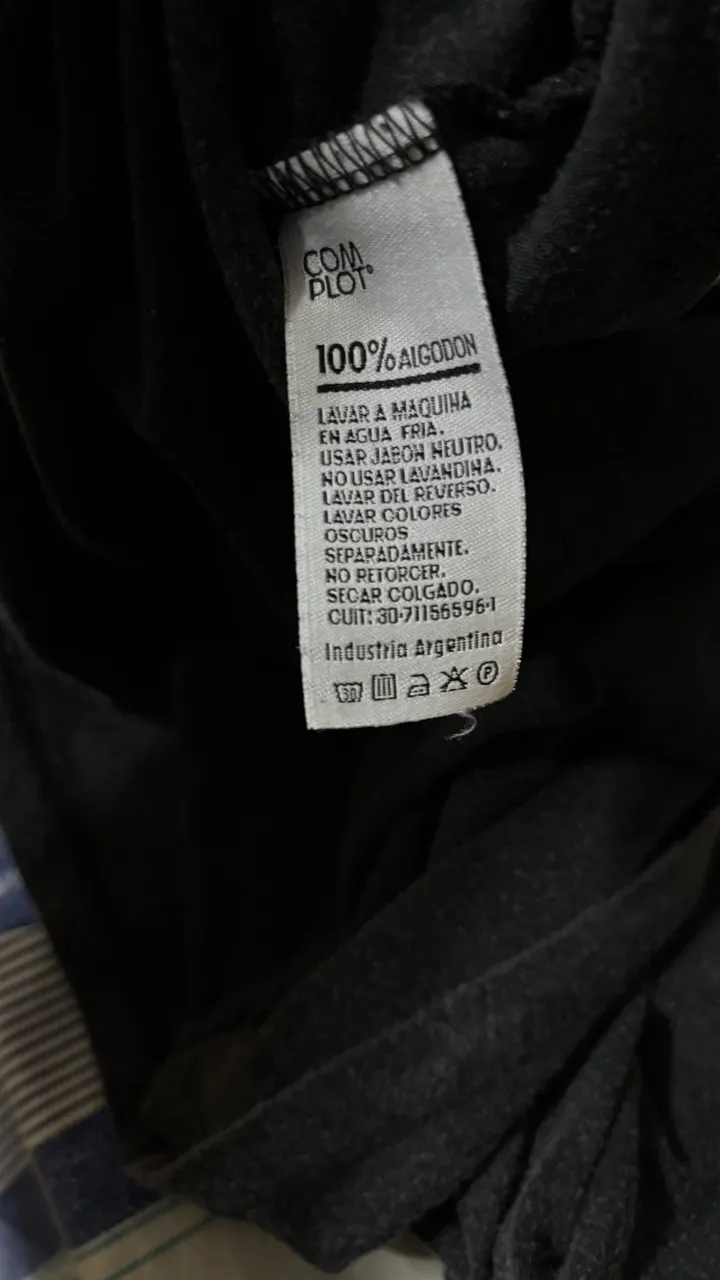 COM
PLOT®
100% ALGODON
LAVAR A MAQUINA
EN AGUA FRIA.
USAR JABON NEUTRO.
NO USAR LAVANDINA.
LAVAR DEL REVERSO.
LAVAR COLORES
OSCUROS
SEPARADAMENTE.
NO RETORCER.
SECAR COLGADO.
CUIT: 30-71156596-1
Industria Argentina
30 P